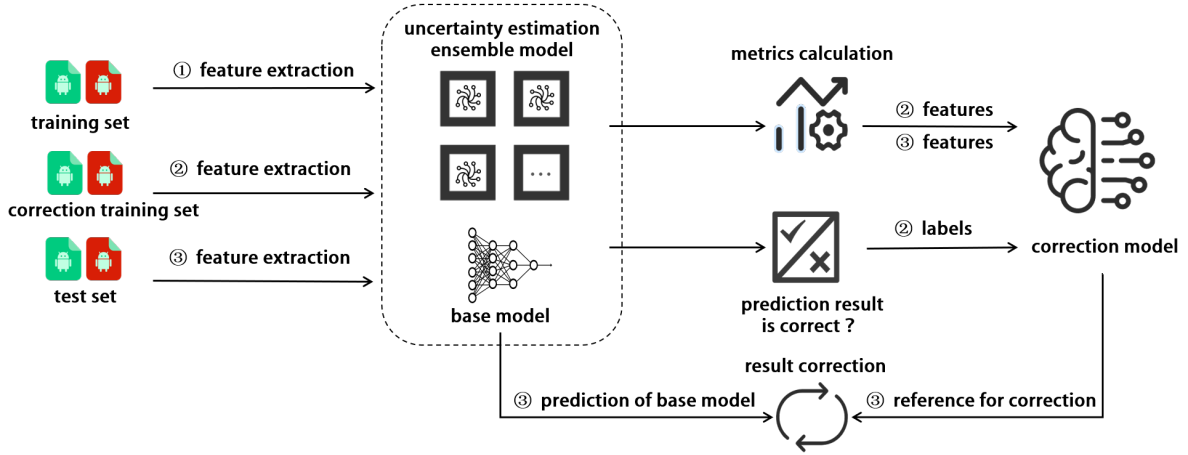 uncertainty estimation
ensemble model
① feature extraction
training set
② feature extraction
correction training set
③ feature extraction
test set
...
base model
metrics calculation
② features
③ features
prediction result
is correct ?
② labels
correction model
result correction
③ prediction of base model
③ reference for correction